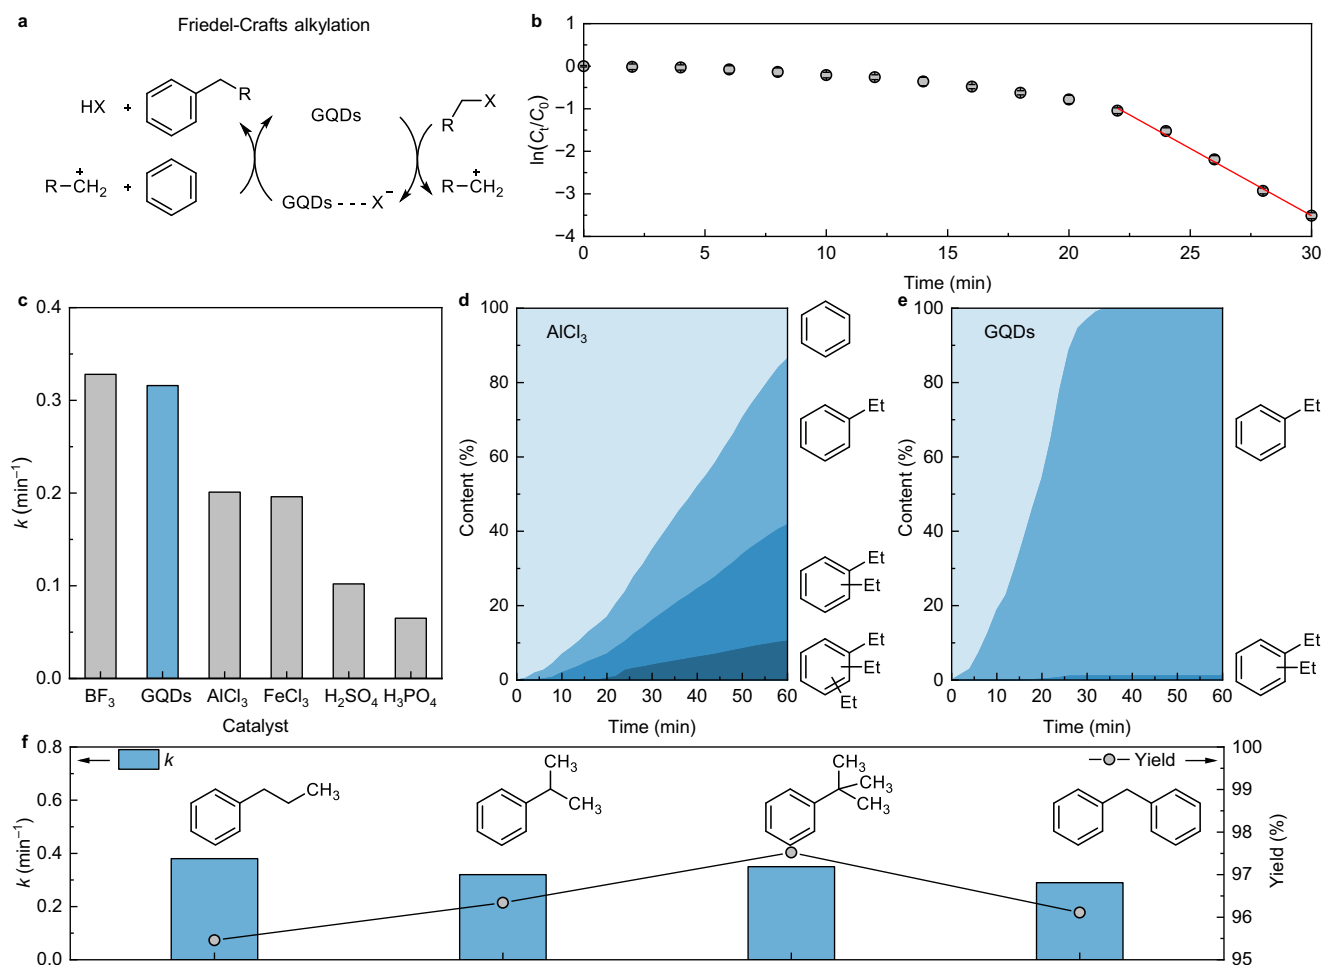 a
Friedel-Crafts alkylation
HX + R
GQDs
R X
R−CH₂ + +
GQDs - - - X⁻
R−CH₂ +
b
ln(Cₜ/C₀)
1
0
−1
−2
−3
−4
0 5 10 15 20 25 30
Time (min)
c
k (min⁻¹)
0.4
0.3
0.2
0.1
0.0
BF₃ GQDs AlCl₃ FeCl₃ H₂SO₄ H₃PO₄
Catalyst
d
AlCl₃
Content (%)
100
80
60
40
20
0
0 10 20 30 40 50 60
Time (min)
Et
Et
Et
Et
Et
Et
e
GQDs
Content (%)
100
80
60
40
20
0
0 10 20 30 40 50 60
Time (min)
Et
Et
Et
f
k
Yield
k (min⁻¹)
0.8
0.6
0.4
0.2
0.0
CH₃
CH₃
CH₃
CH₃
CH₃
CH₃
100
99
98
97
96
95
Yield (%)